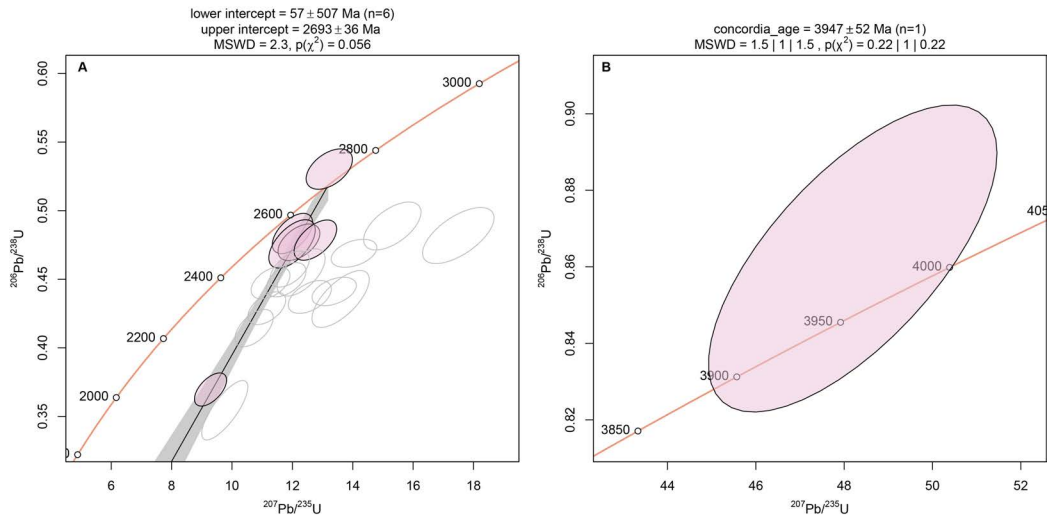 lower intercept = 57 ± 507 Ma (n=6)
upper intercept = 2693 ± 36 Ma
MSWD = 2.3, p(χ²) = 0.056
A
3000
2800
2600
2400
2200
2000
0.60
0.55
0.50
0.45
0.40
0.35
²⁰⁶Pb/²³⁸U
6 8 10 12 14 16 18
²⁰⁷Pb/²³⁵U
concordia_age = 3947 ± 52 Ma (n=1)
MSWD = 1.5 | 1 | 1.5 , p(χ²) = 0.22 | 1 | 0.22
B
4000
3950
3900
3850
0.90
0.88
0.86
0.84
0.82
²⁰⁶Pb/²³⁸U
44 46 48 50 52
²⁰⁷Pb/²³⁵U